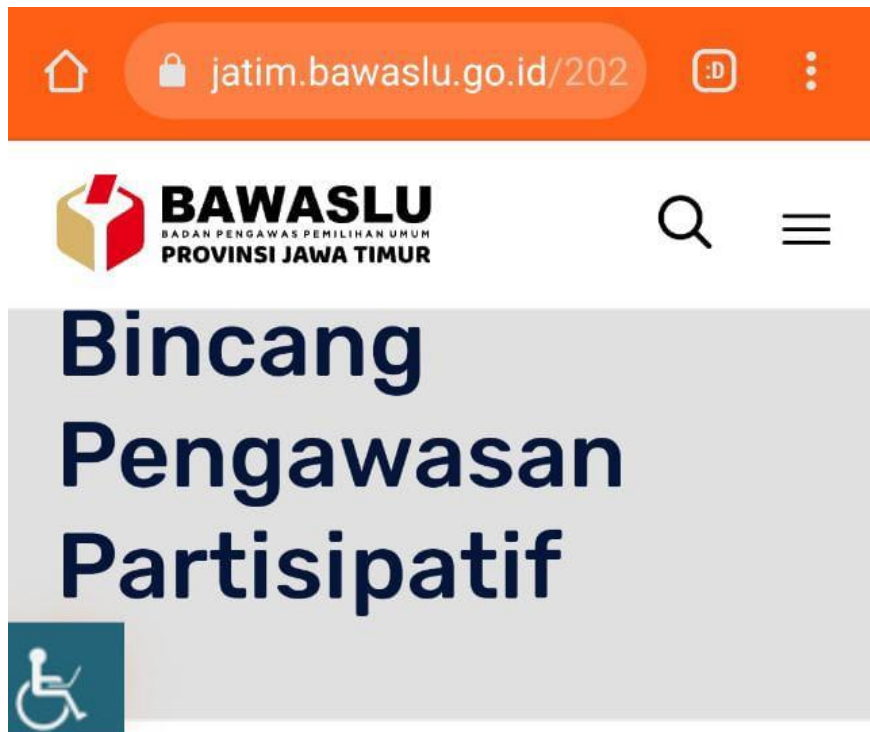 jatim.bawaslu.go.id/202
:D
BAWASLU
BADAN PENGAWAS PEMILIHAN UMUM
PROVINSI JAWA TIMUR
Bincang
Pengawasan
Partisipatif